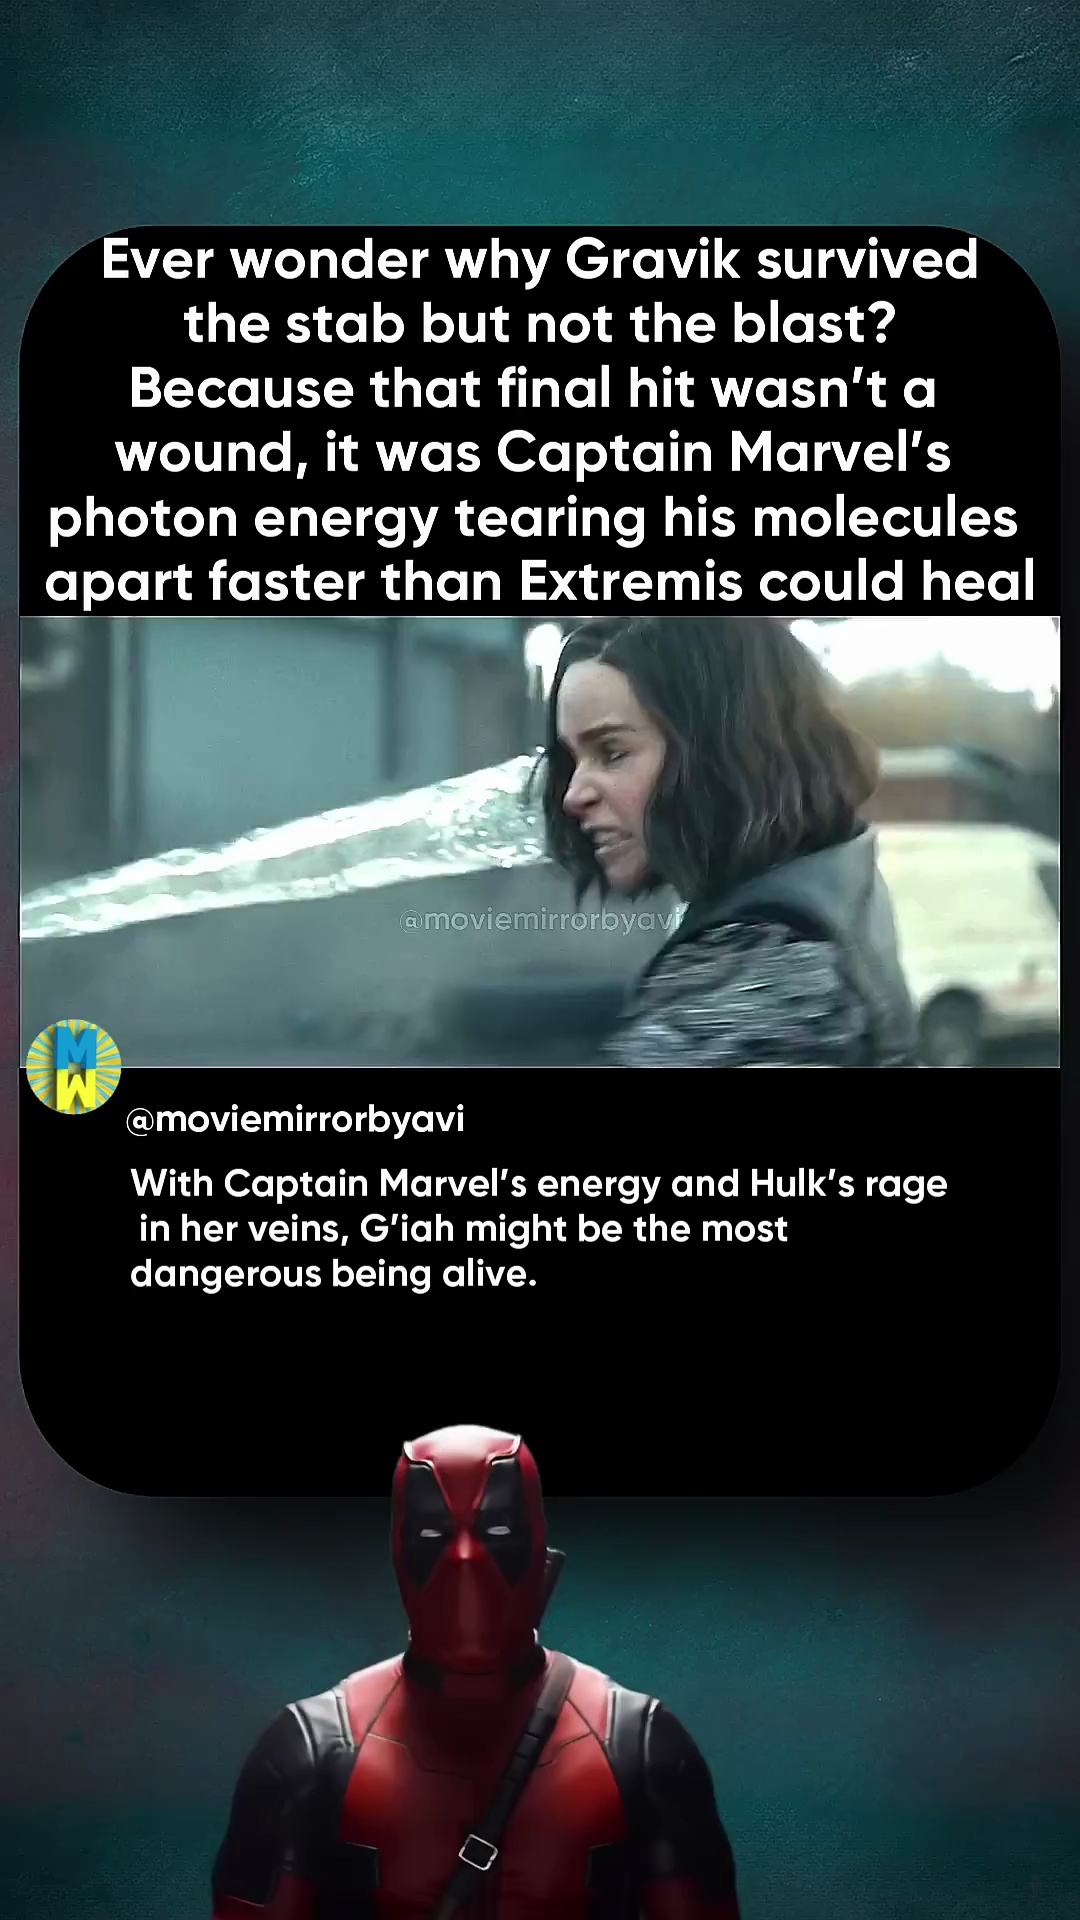 Ever wonder why Gravik survived
the stab but not the blast?
Because that final hit wasn’t a
wound, it was Captain Marvel’s
photon energy tearing his molecules
apart faster than Extremis could heal
@moviemirrorbyavi
M
W
@moviemirrorbyavi
With Captain Marvel’s energy and Hulk’s rage
in her veins, G’iah might be the most
dangerous being alive.